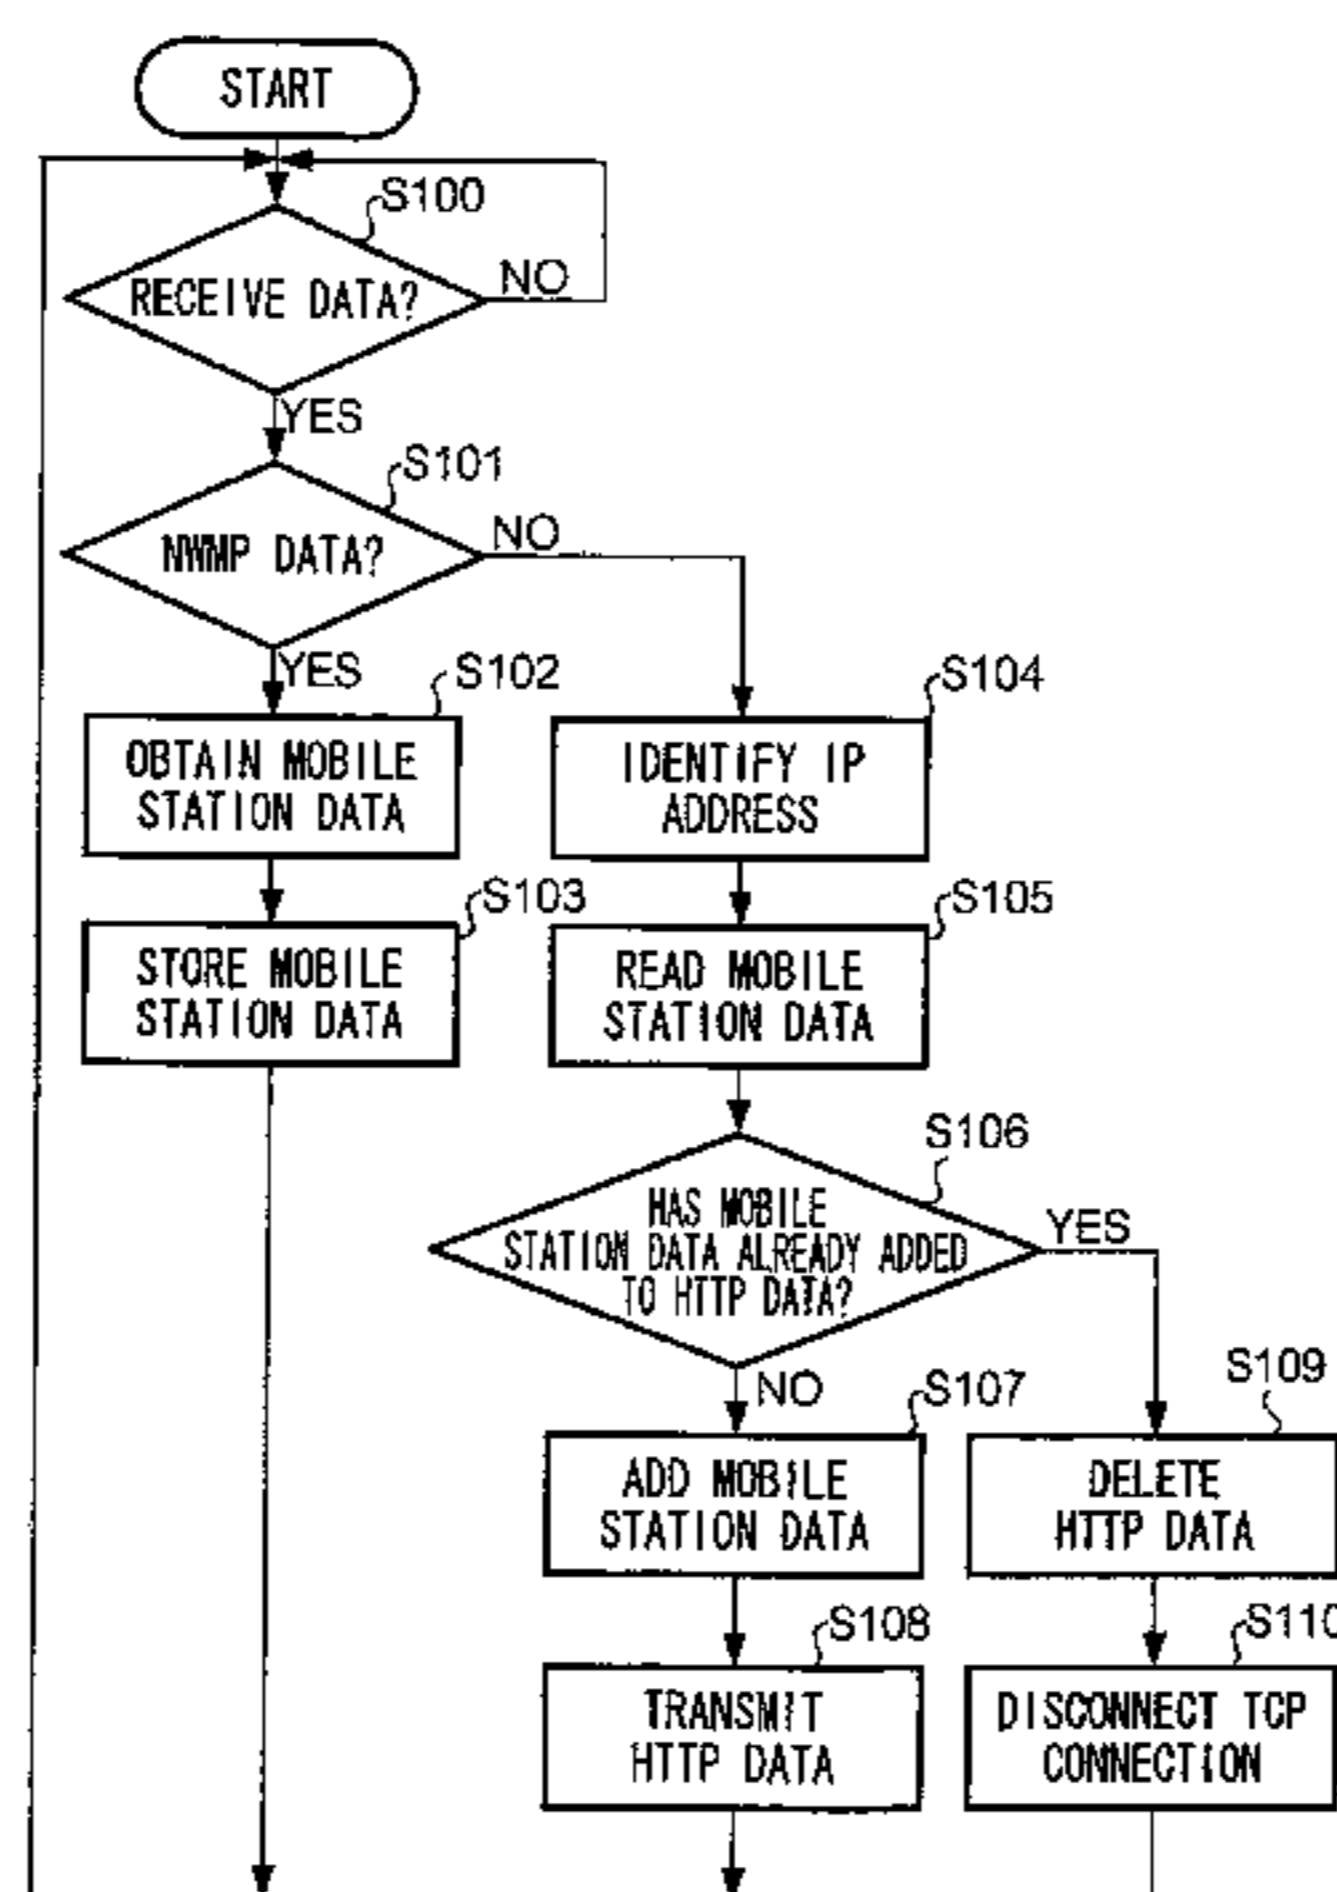 START
S100
RECEIVE DATA?
NO
YES
S101
NWMP DATA?
NO
YES
S102
OBTAIN MOBILE
STATION DATA
S104
IDENTIFY IP
ADDRESS
S103
STORE MOBILE
STATION DATA
S105
READ MOBILE
STATION DATA
S106
HAS MOBILE
STATION DATA ALREADY ADDED
TO HTTP DATA?
YES
NO
S107
ADD MOBILE
STATION DATA
S109
DELETE
HTTP DATA
S108
TRANSMIT
HTTP DATA
S110
DISCONNECT TCP
CONNECTION